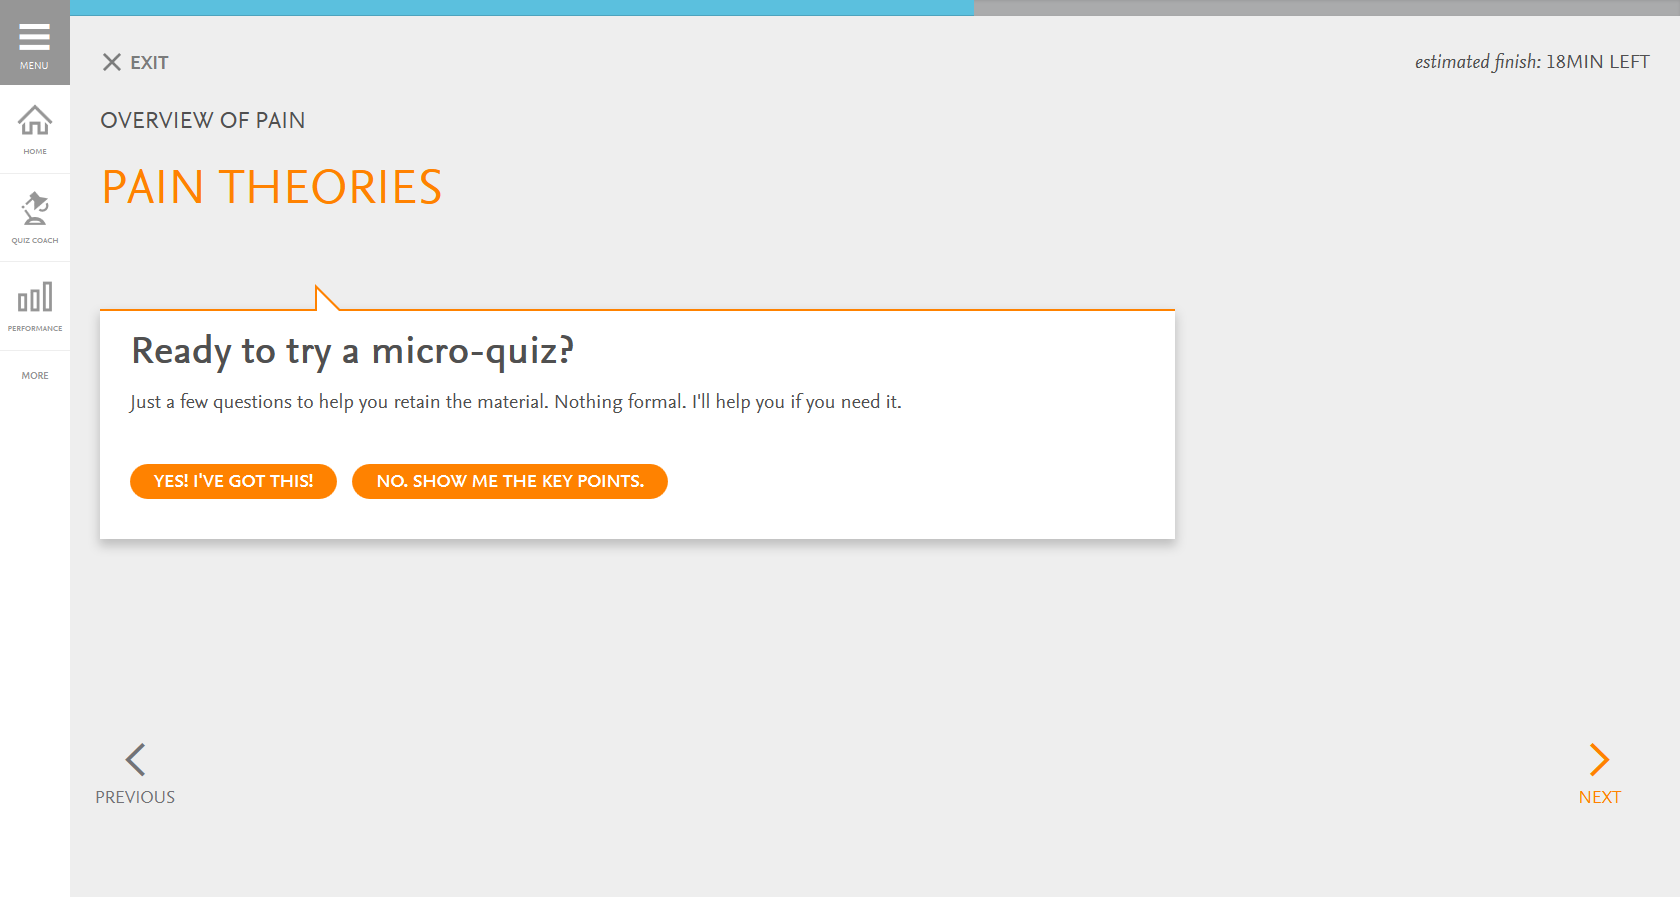 MENU
HOME
QUIZ COACH
PERFORMANCE
MORE
EXIT
estimated finish: 18MIN LEFT
OVERVIEW OF PAIN
PAIN THEORIES
Ready to try a micro-quiz?
Just a few questions to help you retain the material. Nothing formal. I'll help you if you need it.
YES! I'VE GOT THIS!
NO. SHOW ME THE KEY POINTS.
PREVIOUS
NEXT